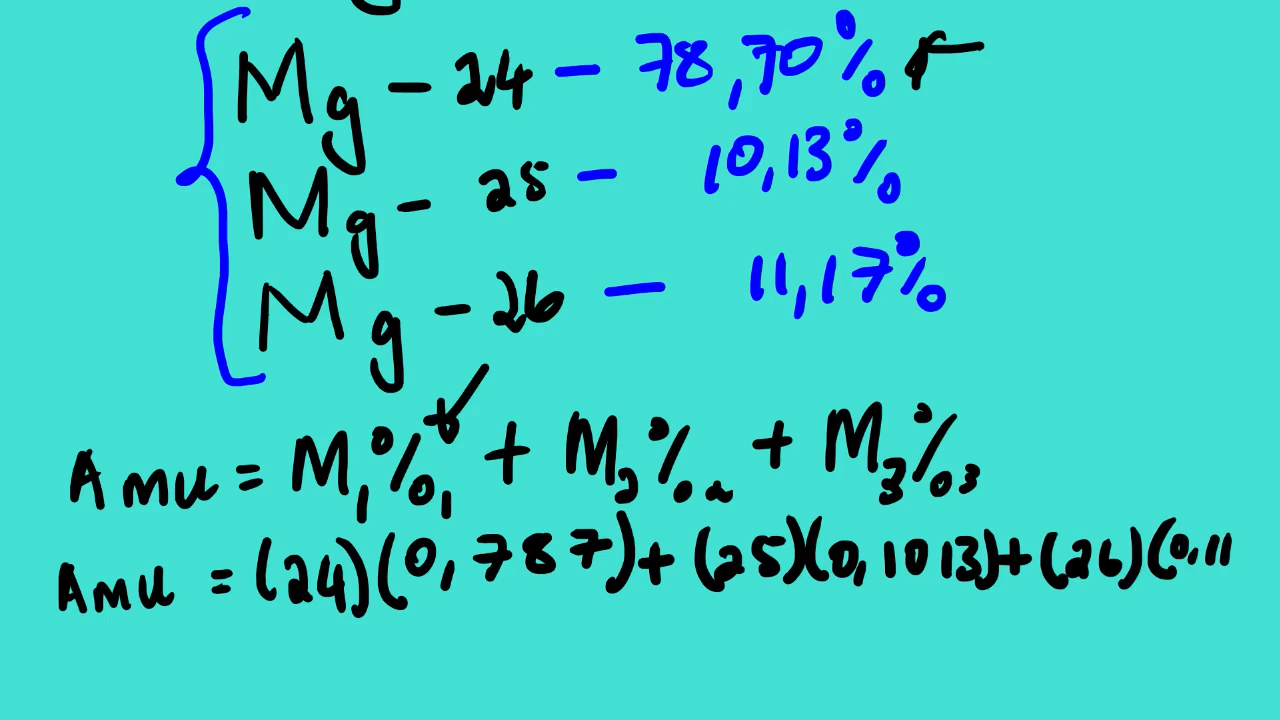 Mg - 24 - 78,70%
Mg - 25 - 10,13%
Mg - 26 - 11,17%
Amu = M₁%₁ + M₂%₂ + M₃%₃
Amu = (24)(0,787) + (25)(0,1013) + (26)(0,11